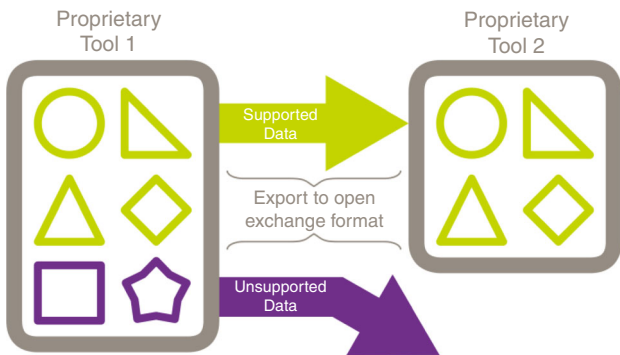 Proprietary
Tool 1
Proprietary
Tool 2
Supported
Data
Export to open
exchange format
Unsupported
Data